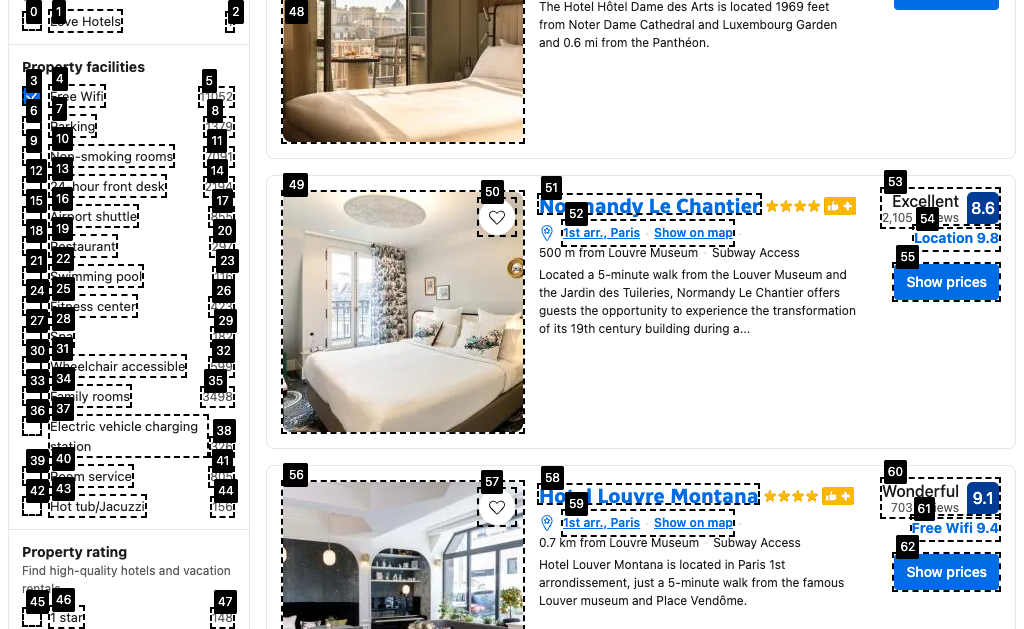 0
1
2
Love Hotels
Property facilities
3
4
5
Free Wifi
11052
6
7
8
Parking
1379
9
10
11
Non-smoking rooms
7091
12
13
14
24-hour front desk
2194
15
16
17
Airport shuttle
855
18
19
20
Restaurant
21
22
23
Swimming pool
24
25
26
Fitness center
27
28
29
Spa
30
31
32
Wheelchair accessible
33
34
35
Family rooms
3498
36
37
Electric vehicle charging
station
38
39
40
41
Room service
42
43
44
Hot tub/Jacuzzi
156
Property rating
Find high-quality hotels and vacation
rentals
45
46
47
1 star
148
48
The Hotel Hôtel Dame des Arts is located 1969 feet
from Noter Dame Cathedral and Luxembourg Garden
and 0.6 mi from the Panthéon.
49
50
51
Normandy Le Chantier
52
1st arr., Paris
Show on map
500 m from Louvre Museum
Subway Access
Located a 5-minute walk from the Louver Museum and
the Jardin des Tuileries, Normandy Le Chantier offers
guests the opportunity to experience the transformation
of its 19th century building during a…
53
Excellent
8.6
2,105 reviews
54
Location 9.8
55
Show prices
56
57
58
Hotel Louvre Montana
59
1st arr., Paris
Show on map
0.7 km from Louvre Museum
Subway Access
Hotel Louver Montana is located in Paris 1st
arrondissement, just a 5-minute walk from the famous
Louver museum and Place Vendôme.
60
Wonderful
9.1
703 reviews
61
Free Wifi 9.4
62
Show prices